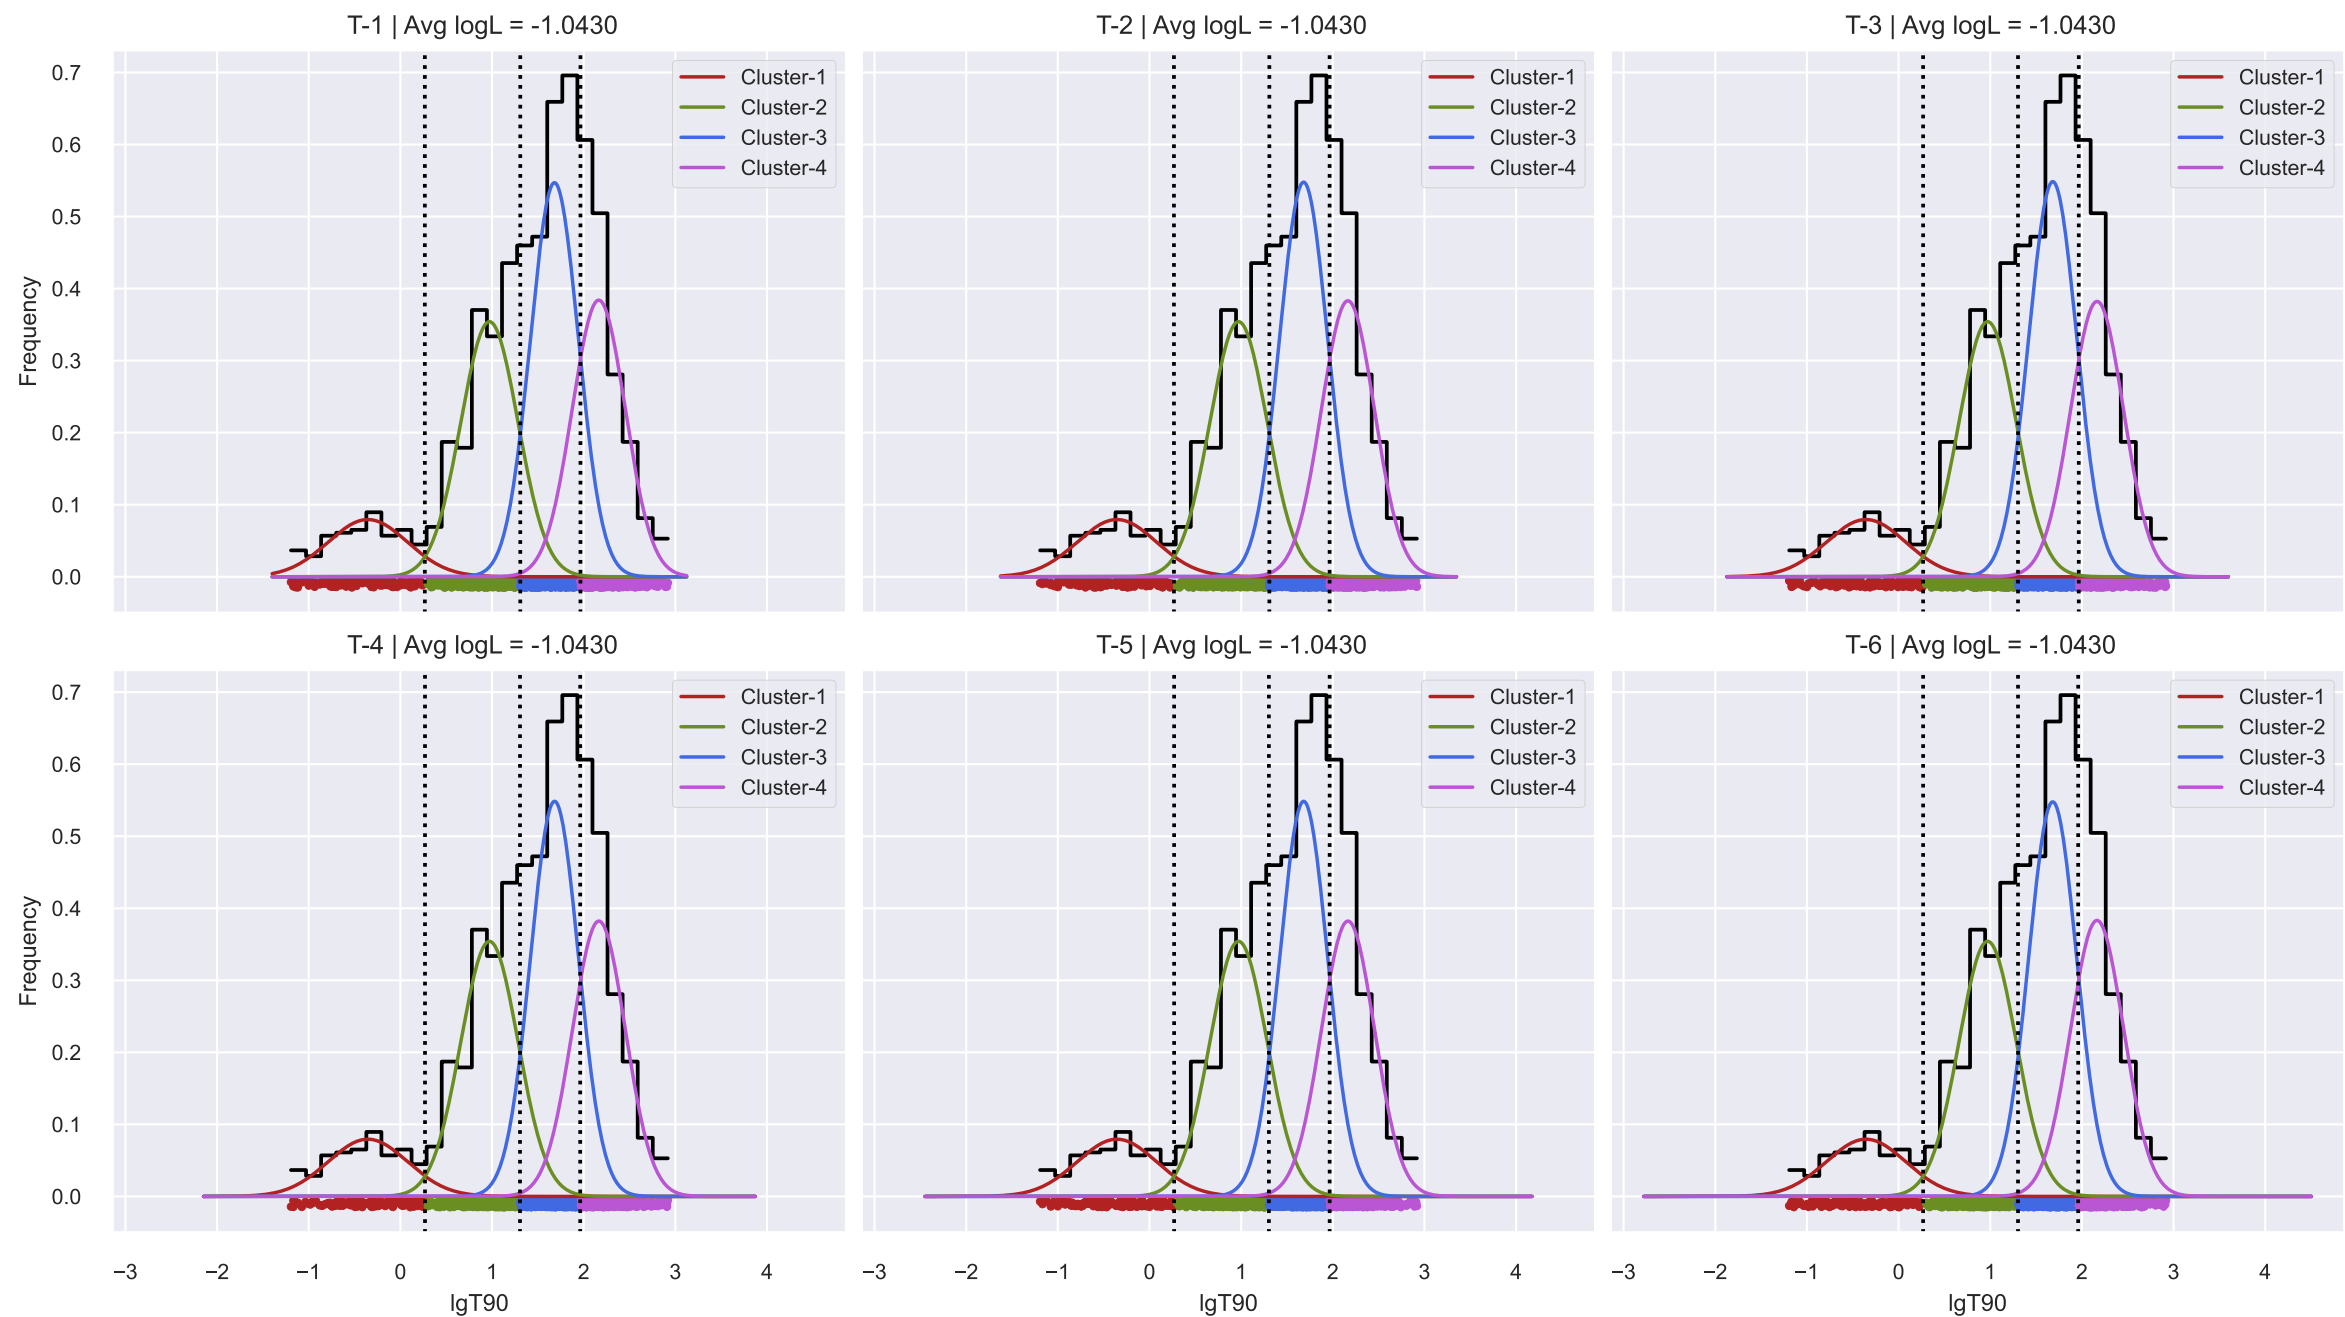 T-1 | Avg logL = -1.0430
T-2 | Avg logL = -1.0430
T-3 | Avg logL = -1.0430
Frequency
0.7
0.6
0.5
0.4
0.3
0.2
0.1
0.0
Cluster-1
Cluster-2
Cluster-3
Cluster-4
Cluster-1
Cluster-2
Cluster-3
Cluster-4
Cluster-1
Cluster-2
Cluster-3
Cluster-4
T-4 | Avg logL = -1.0430
T-5 | Avg logL = -1.0430
T-6 | Avg logL = -1.0430
Frequency
0.7
0.6
0.5
0.4
0.3
0.2
0.1
0.0
Cluster-1
Cluster-2
Cluster-3
Cluster-4
Cluster-1
Cluster-2
Cluster-3
Cluster-4
Cluster-1
Cluster-2
Cluster-3
Cluster-4
−3 −2 −1 0 1 2 3 4
−3 −2 −1 0 1 2 3 4
−3 −2 −1 0 1 2 3 4
lgT90
lgT90
lgT90